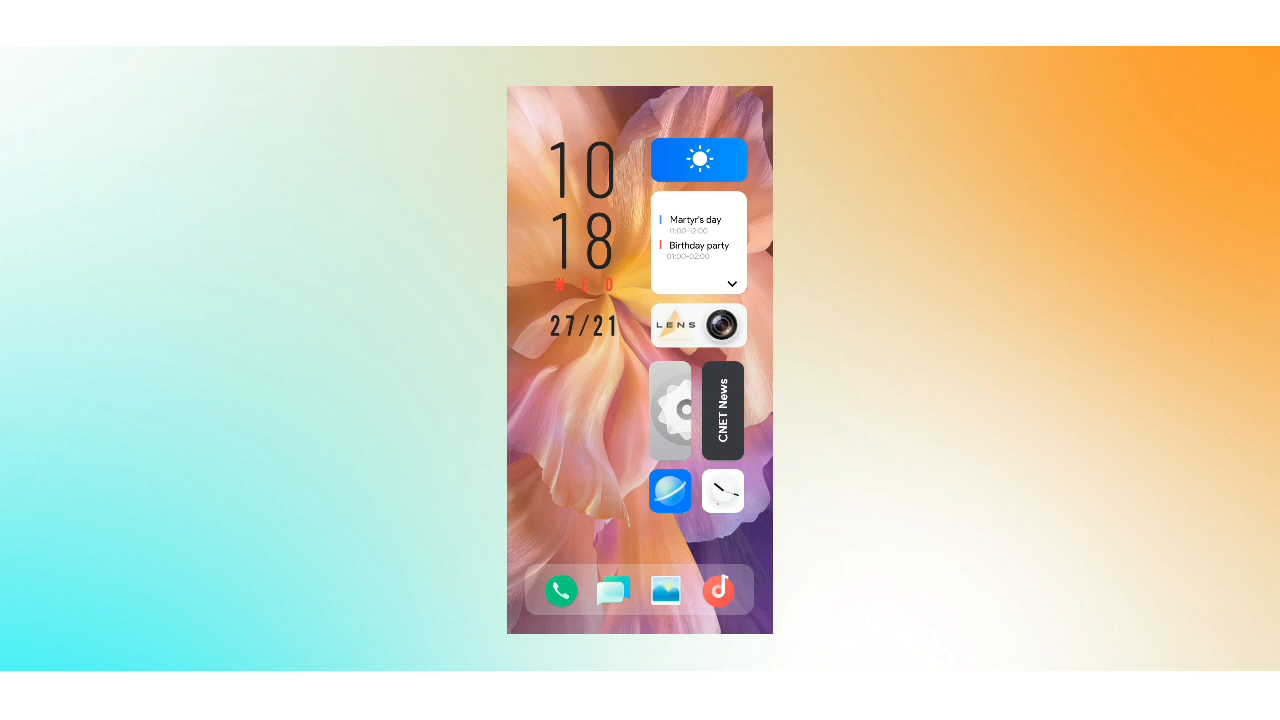 10
18
WED
27/21
Martyr's day
11:00-12:00
Birthday party
01:00-02:00
LENS
CNET News